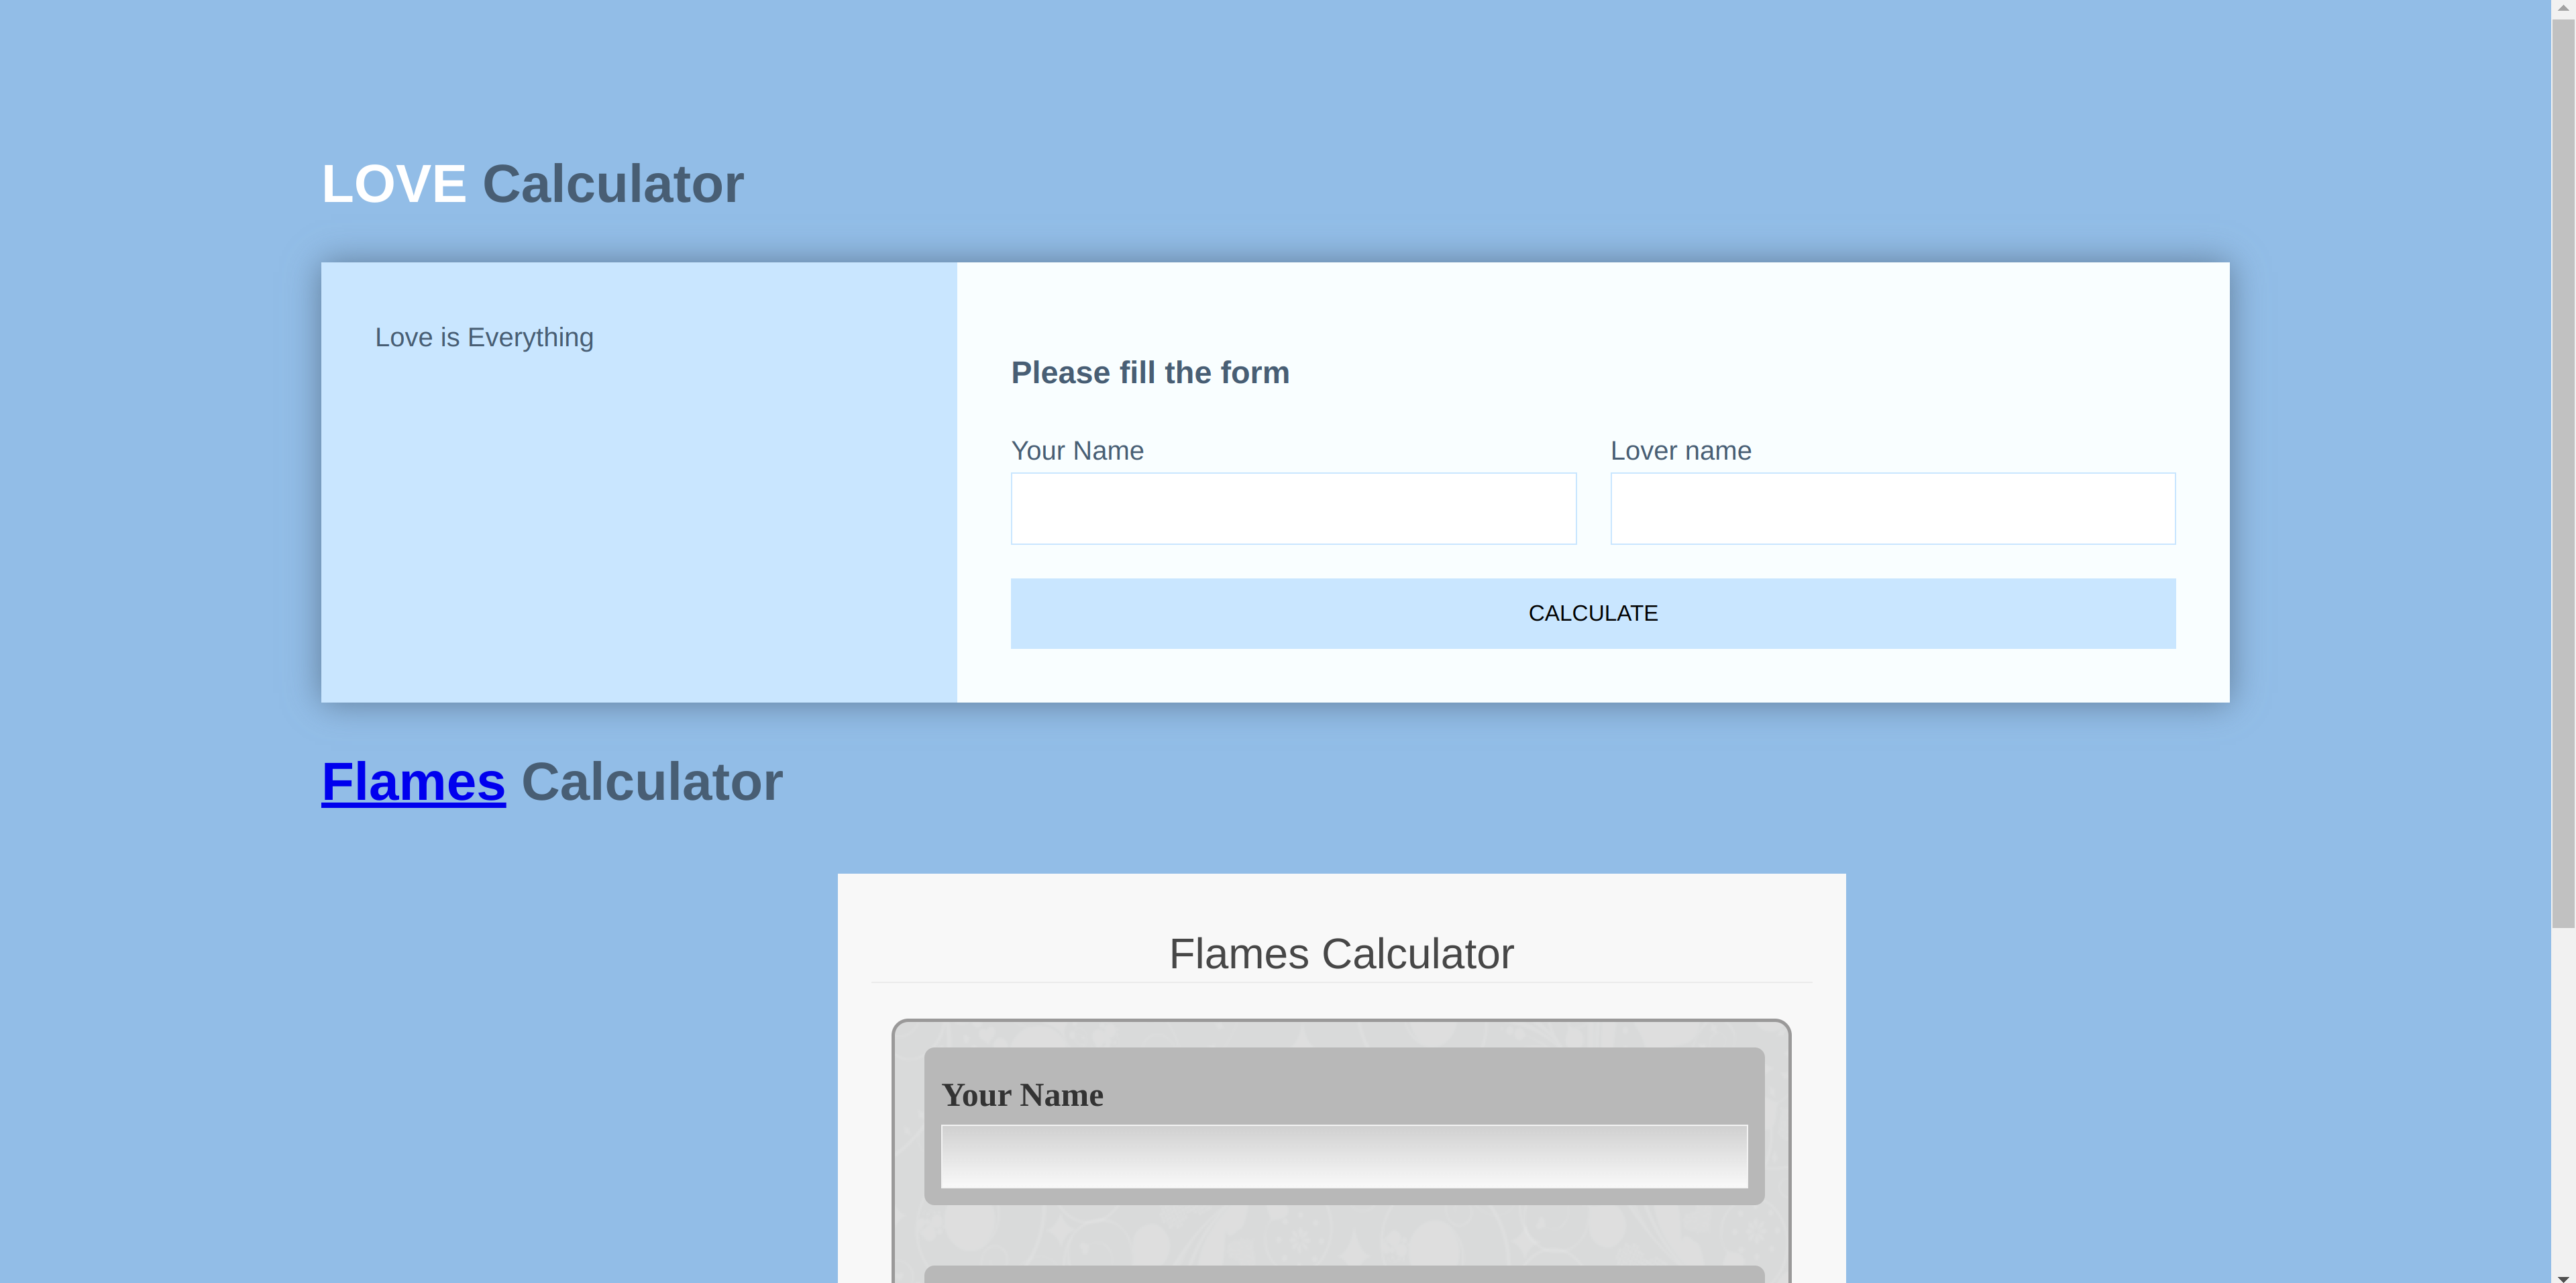 LOVE Calculator
Love is Everything
Please fill the form
Your Name
Lover name
CALCULATE
Flames Calculator
Flames Calculator
Your Name